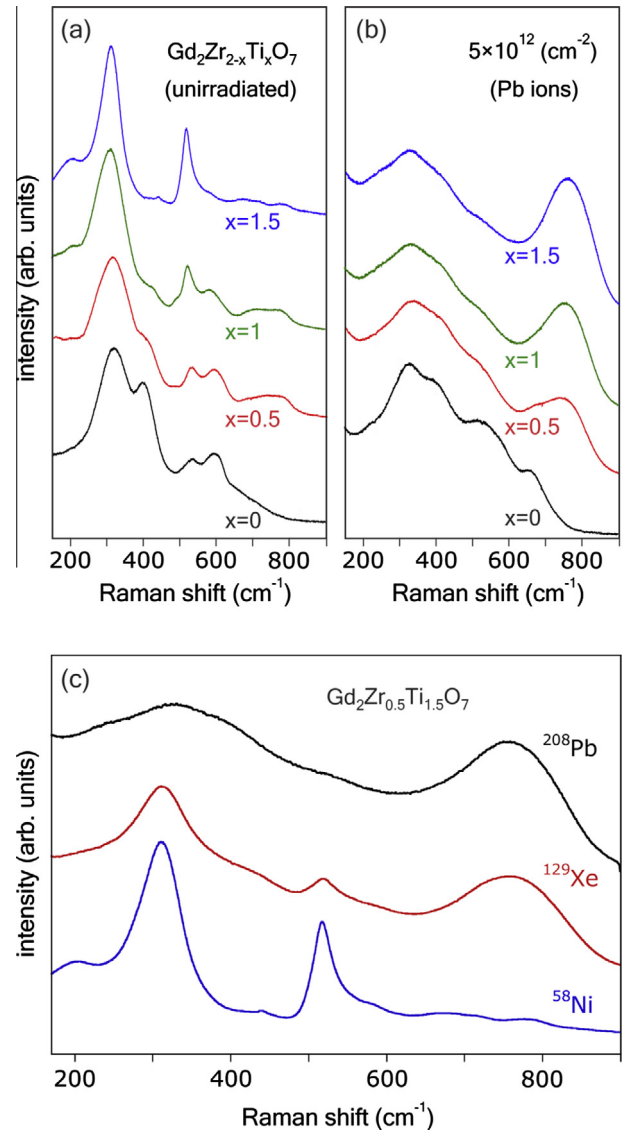 (a)
Gd₂Zr₂₋ₓTiₓO₇
(unirradiated)
x=1.5
x=1
x=0.5
x=0
intensity (arb. units)
200 400 600 800
Raman shift (cm⁻¹)
(b)
5×10¹² (cm⁻²)
(Pb ions)
x=1.5
x=1
x=0.5
x=0
200 400 600 800
Raman shift (cm⁻¹)
(c)
Gd₂Zr₀.₅Ti₁.₅O₇
²⁰⁸Pb
¹²⁹Xe
⁵⁸Ni
intensity (arb. units)
200 400 600 800
Raman shift (cm⁻¹)